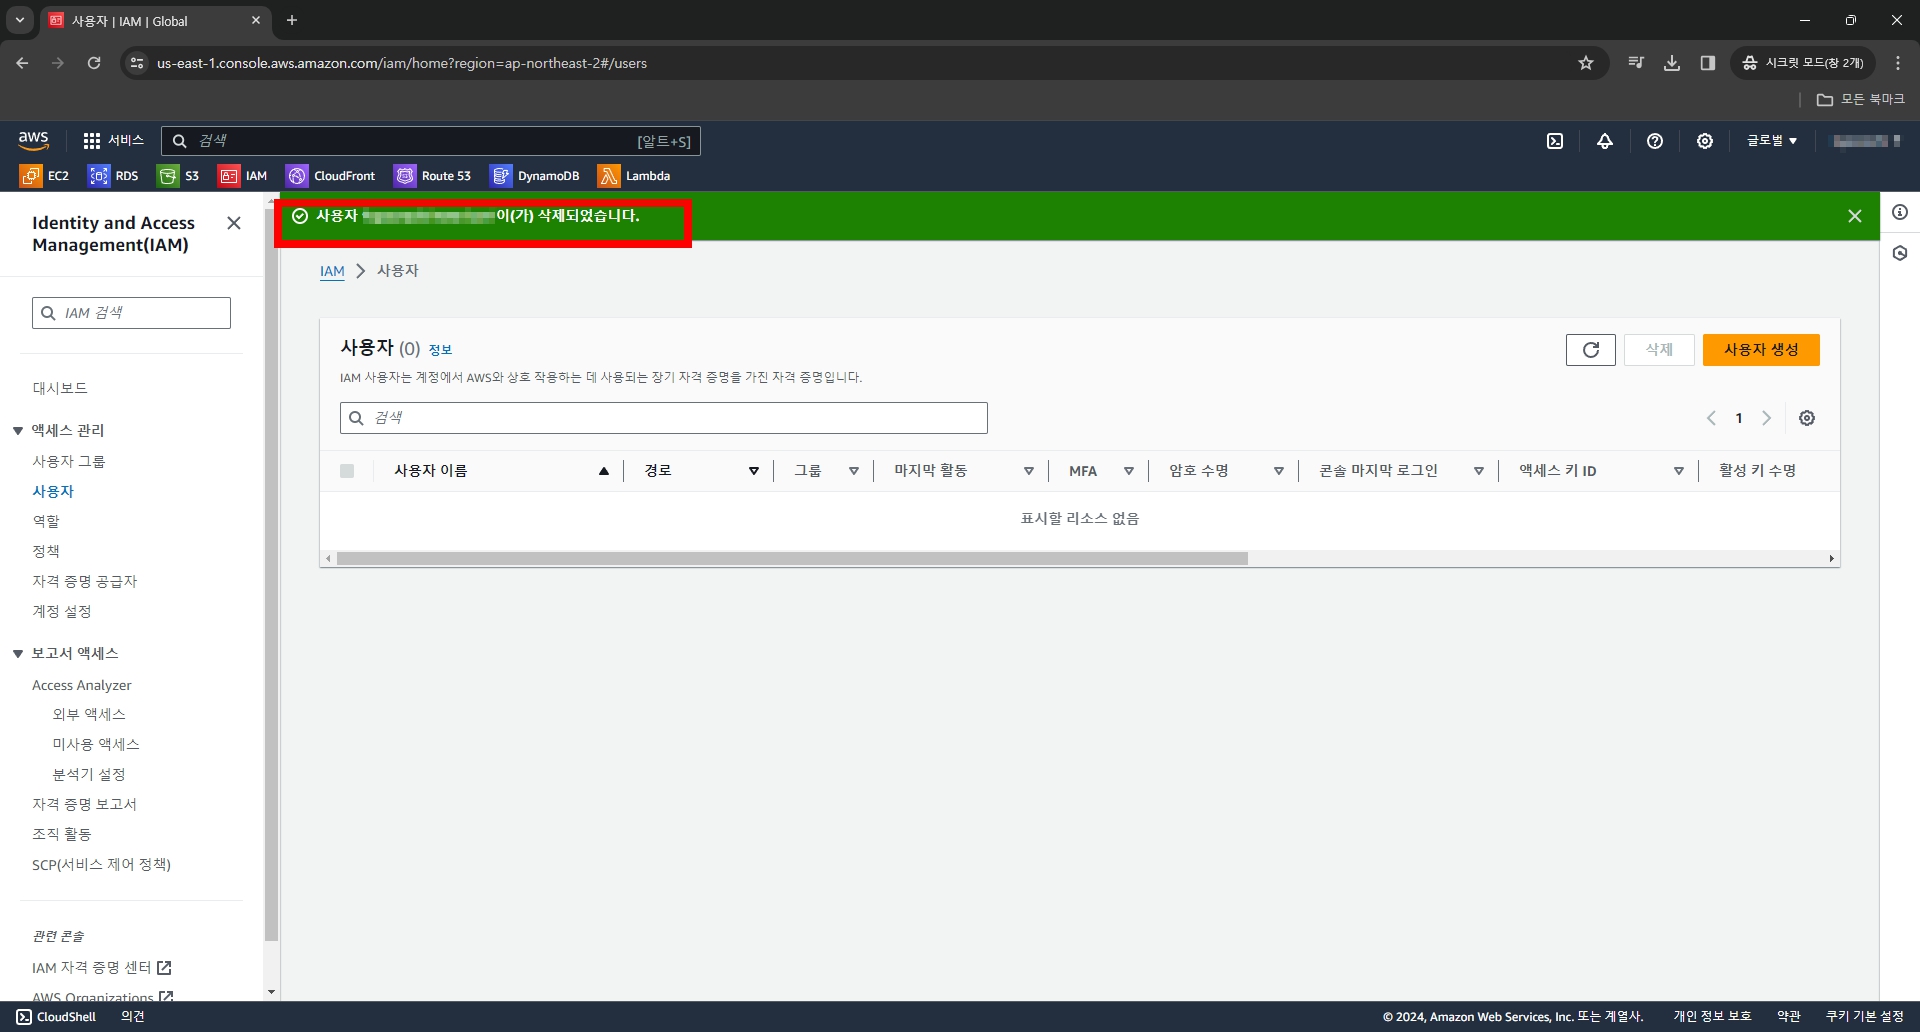 사용자 | IAM | Global
us-east-1.console.aws.amazon.com/iam/home?region=ap-northeast-2#/users
시크릿 모드(창 2개)
모든 북마크
aws 서비스 검색 [알트+S] 글로벌
EC2 RDS S3 IAM CloudFront Route 53 DynamoDB Lambda
Identity and Access
Management(IAM)
IAM 검색
대시보드
액세스 관리
사용자 그룹
사용자
역할
정책
자격 증명 공급자
계정 설정
보고서 액세스
Access Analyzer
외부 액세스
미사용 액세스
분석기 설정
자격 증명 보고서
조직 활동
SCP(서비스 제어 정책)
관련 콘솔
IAM 자격 증명 센터
AWS Organizations
사용자 이(가) 삭제되었습니다.
IAM 사용자
사용자 (0) 정보
삭제
사용자 생성
IAM 사용자는 계정에서 AWS와 상호 작용하는 데 사용되는 장기 자격 증명을 가진 자격 증명입니다.
검색
1
사용자 이름 경로 그룹 마지막 활동 MFA 암호 수명 콘솔 마지막 로그인 액세스 키 ID 활성 키 수명
표시할 리소스 없음
CloudShell 의견 © 2024, Amazon Web Services, Inc. 또는 계열사. 개인 정보 보호 약관 쿠키 기본 설정